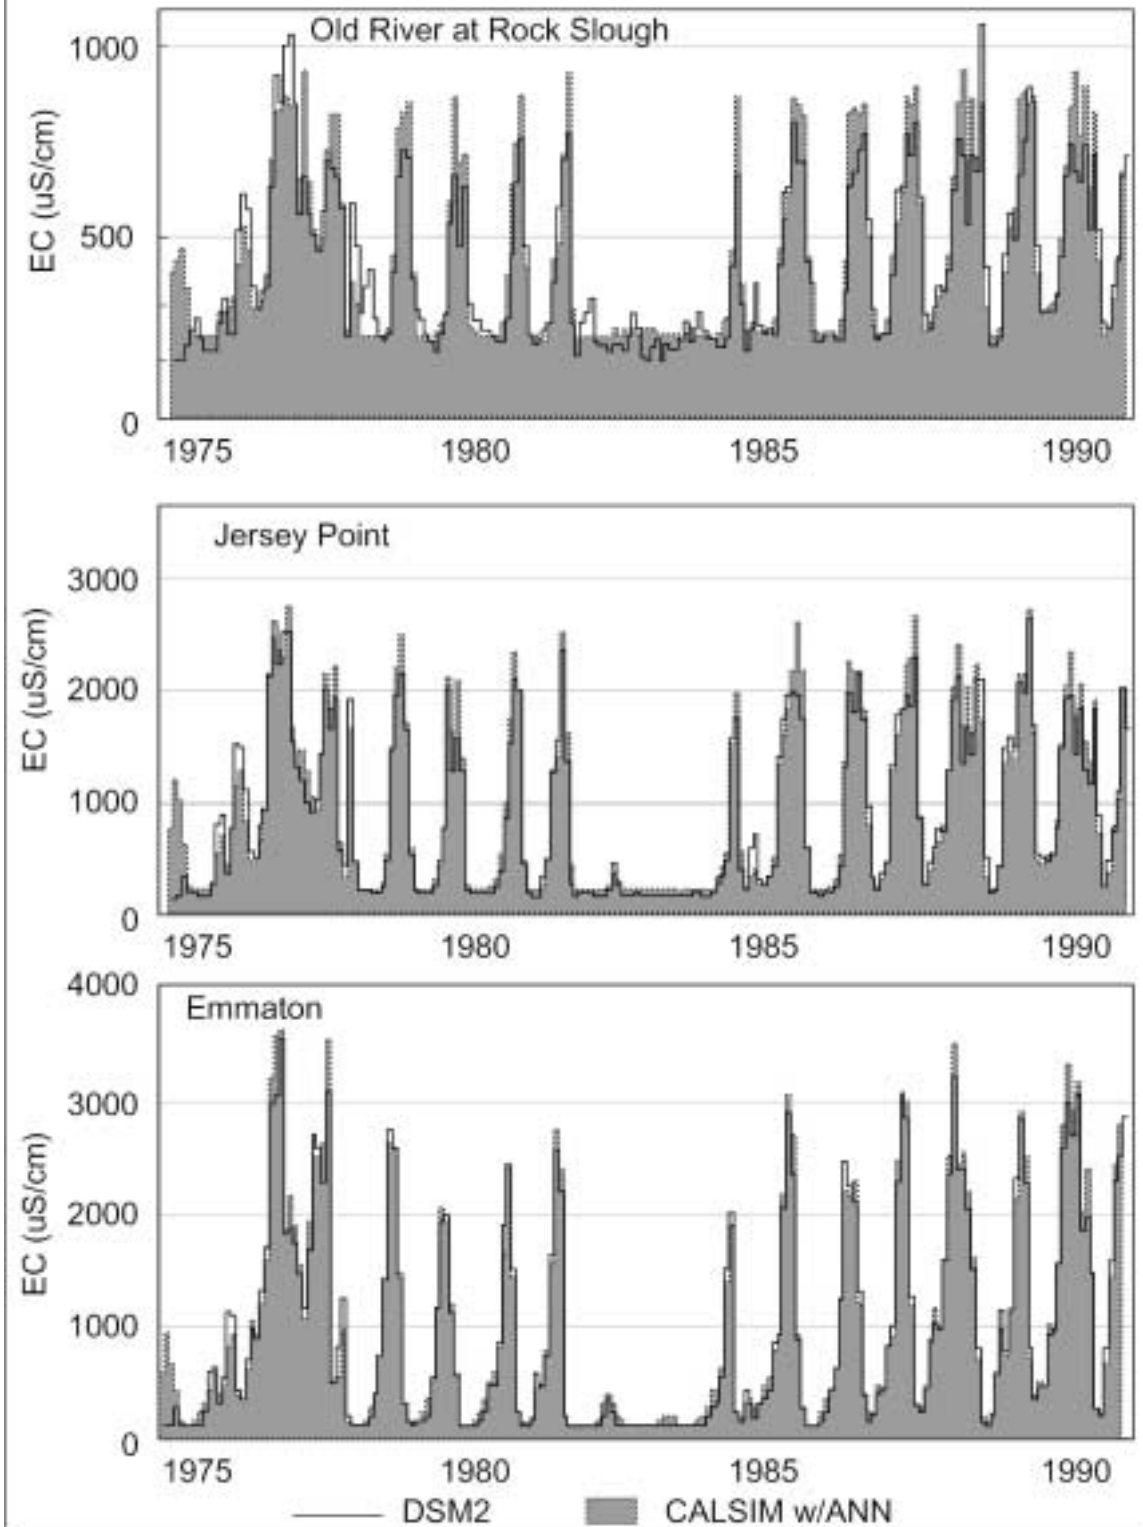 Old River at Rock Slough
EC (uS/cm)
1000
500
0
1975 1980 1985 1990
Jersey Point
EC (uS/cm)
3000
2000
1000
0
1975 1980 1985 1990
Emmaton
EC (uS/cm)
4000
3000
2000
1000
0
1975 1980 1985 1990
DSM2 CALSIM w/ANN